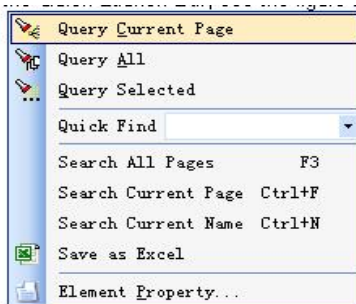 Query Current Page
Query All
Query Selected
Quick Find
Search All Pages F3
Search Current Page Ctrl+F
Search Current Name Ctrl+N
Save as Excel
Element Property...